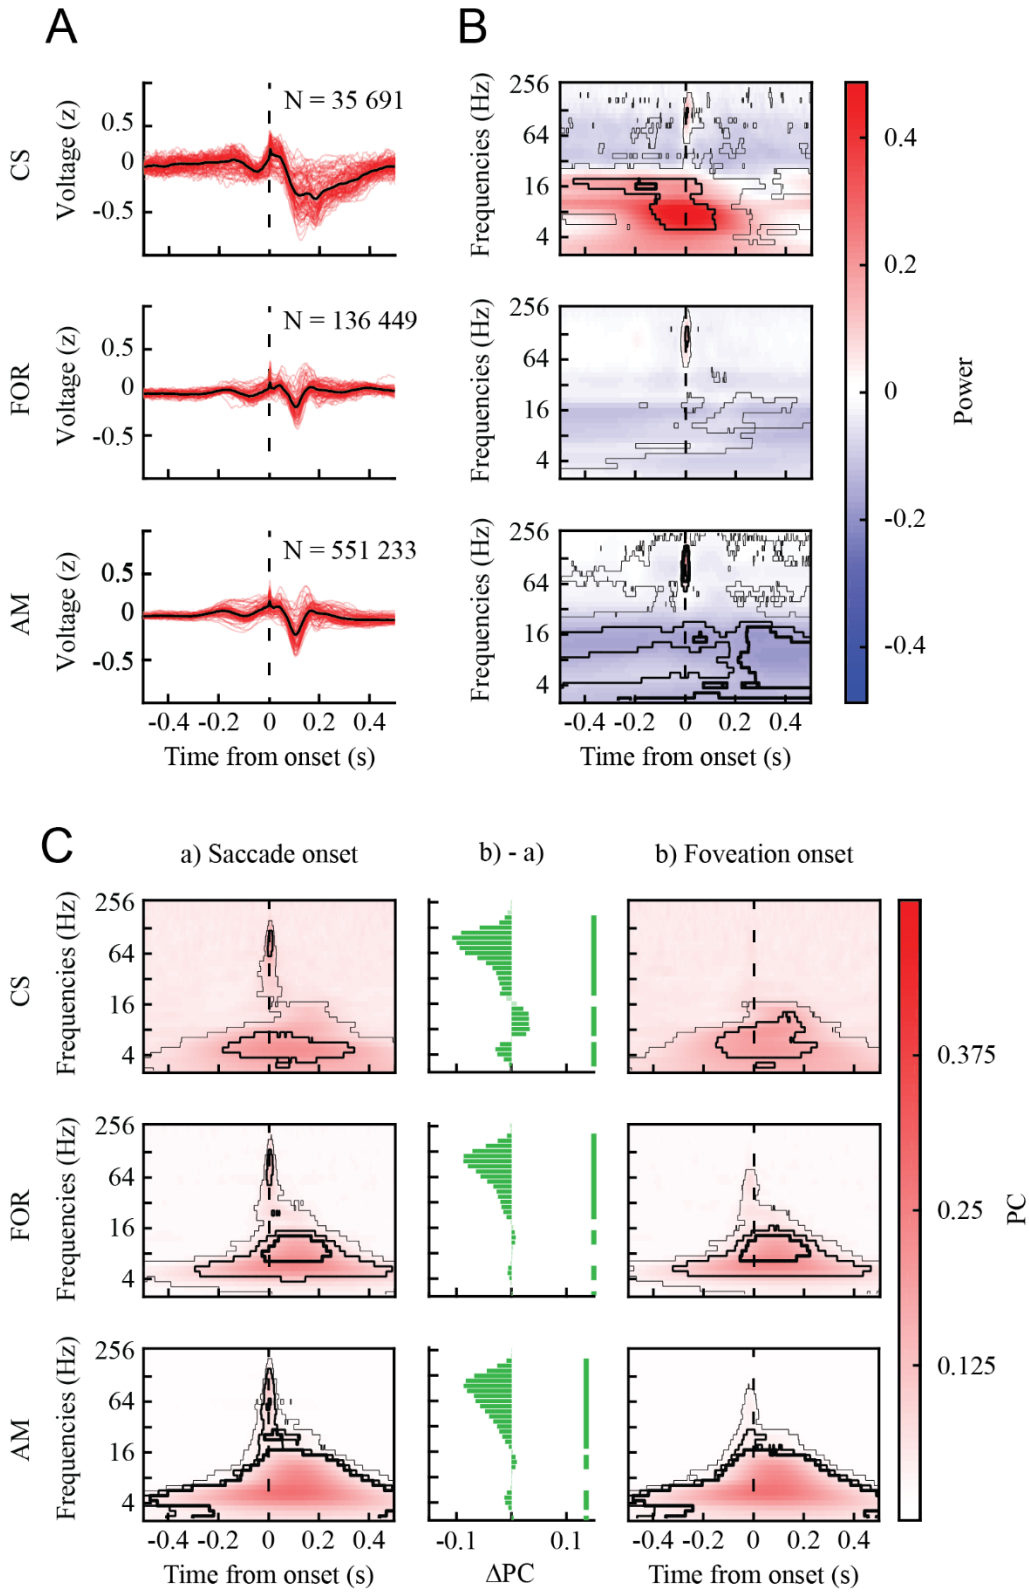 A
B
CS
Voltage (z)
0.5
0
-0.5
N = 35 691
Frequencies (Hz)
256
64
16
4
FOR
Voltage (z)
0.5
0
-0.5
N = 136 449
Frequencies (Hz)
256
64
16
4
AM
Voltage (z)
0.5
0
-0.5
N = 551 233
Frequencies (Hz)
256
64
16
4
-0.4 -0.2 0 0.2 0.4
Time from onset (s)
-0.4 -0.2 0 0.2 0.4
Time from onset (s)
0.4
0.2
0
-0.2
-0.4
Power
C
a) Saccade onset
b) - a)
b) Foveation onset
CS
Frequencies (Hz)
256
64
16
4
FOR
Frequencies (Hz)
256
64
16
4
AM
Frequencies (Hz)
256
64
16
4
-0.4 -0.2 0 0.2 0.4
Time from onset (s)
-0.1 0.1
ΔPC
-0.4 -0.2 0 0.2 0.4
Time from onset (s)
0.375
0.25
0.125
PC